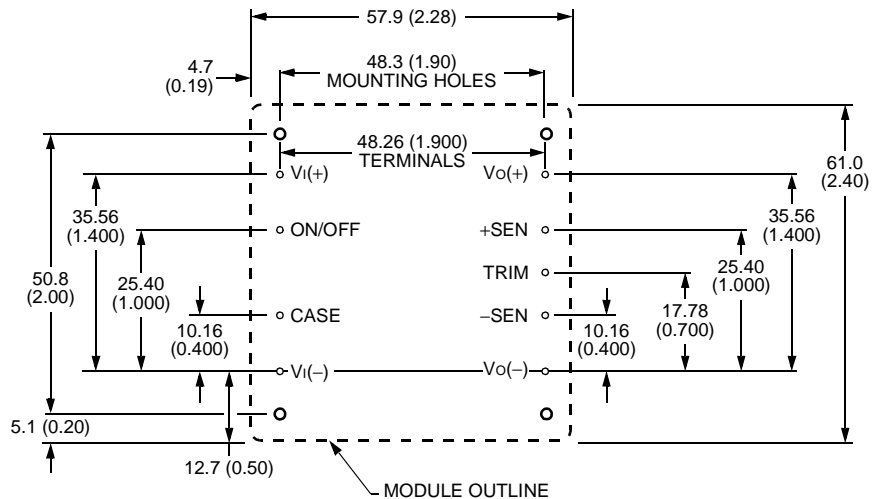 57.9 (2.28)
4.7
(0.19)
48.3 (1.90)
MOUNTING HOLES
48.26 (1.900)
TERMINALS
VI(+)
VO(+)
61.0
(2.40)
35.56
(1.400)
35.56
(1.400)
ON/OFF
+SEN
50.8
(2.00)
25.40
(1.000)
TRIM
25.40
(1.000)
CASE
–SEN
17.78
(0.700)
10.16
(0.400)
10.16
(0.400)
VI(–)
VO(–)
5.1 (0.20)
12.7 (0.50)
MODULE OUTLINE